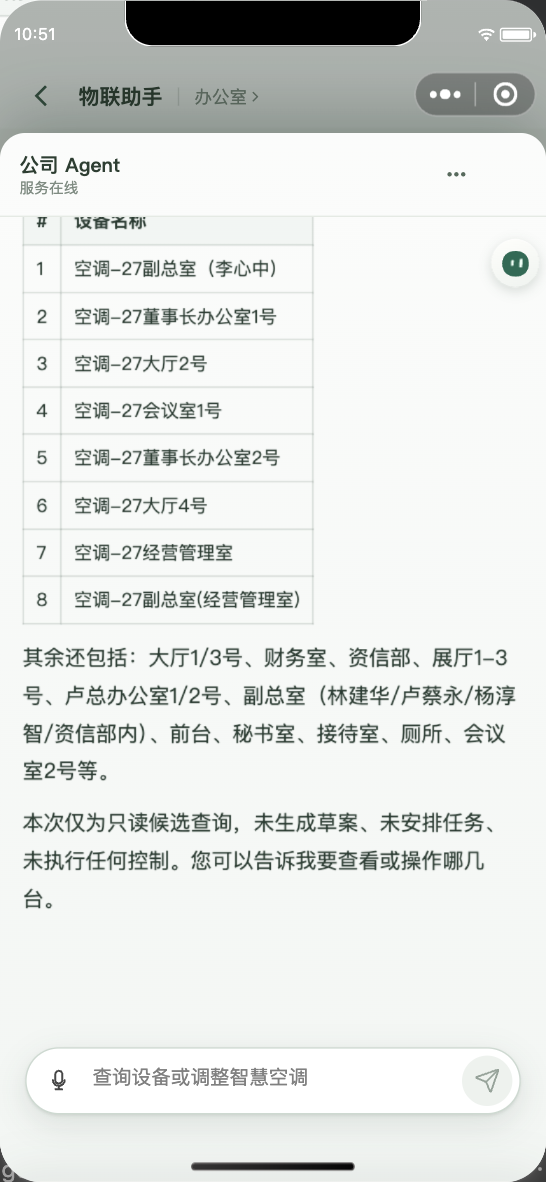 10:51
物联助手 办公室 >
公司 Agent
服务在线
# 设备名称
1 空调-27副总室（李心中）
2 空调-27董事长办公室1号
3 空调-27大厅2号
4 空调-27会议室1号
5 空调-27董事长办公室2号
6 空调-27大厅4号
7 空调-27经营管理室
8 空调-27副总室(经营管理室)
其余还包括：大厅1/3号、财务室、资信部、展厅1-3
号、卢总办公室1/2号、副总室（林建华/卢蔡永/杨淳
智/资信部内）、前台、秘书室、接待室、厕所、会议
室2号等。
本次仅为只读候选查询，未生成草案、未安排任务、
未执行任何控制。您可以告诉我要查看或操作哪几
台。
查询设备或调整智慧空调